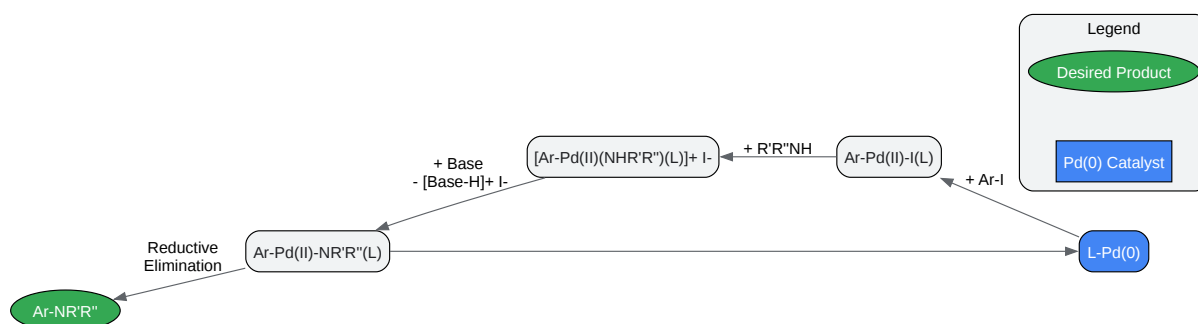 Legend
Desired Product
Pd(0) Catalyst
[Ar-Pd(II)(NHR'R")(L)]+ I-
+ R'R"NH
Ar-Pd(II)-I(L)
+ Base
- [Base-H]+ I-
+ Ar-I
Reductive
Elimination
Ar-Pd(II)-NR'R"(L)
L-Pd(0)
Ar-NR'R"